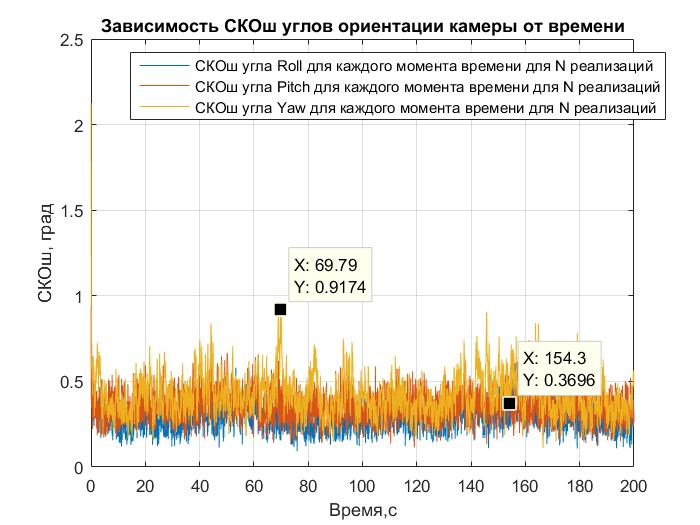 Зависимость СКОш углов ориентации камеры от времени
2.5
СКОш угла Roll для каждого момента времени для N реализаций
СКОш угла Pitch для каждого момента времени для N реализаций
СКОш угла Yaw для каждого момента времени для N реализаций
2
1.5
X: 69.79
Y: 0.9174
1
X: 154.3
Y: 0.3696
0.5
0
СКОш, град
0 20 40 60 80 100 120 140 160 180 200
Время,с